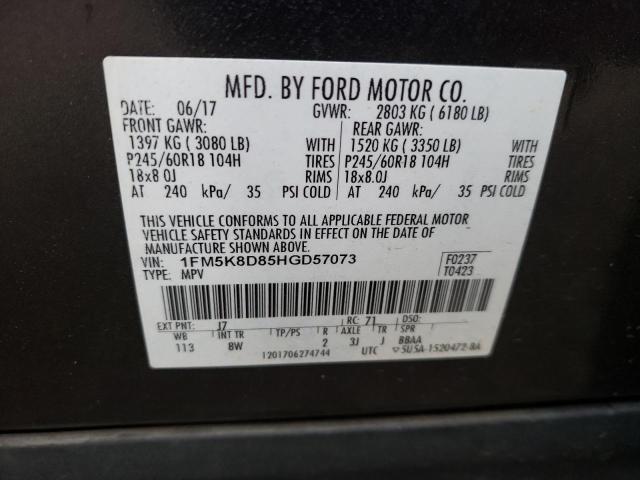 MFD. BY FORD MOTOR CO.
DATE: 06/17 GVWR: 2803 KG ( 6180 LB)
FRONT GAWR: REAR GAWR:
1397 KG ( 3080 LB) WITH 1520 KG ( 3350 LB) WITH
P245/60R18 104H TIRES P245/60R18 104H TIRES
18x8.0J RIMS 18x8.0J RIMS
AT 240 kPa/ 35 PSI COLD AT 240 kPa/ 35 PSI COLD
THIS VEHICLE CONFORMS TO ALL APPLICABLE FEDERAL MOTOR
VEHICLE SAFETY STANDARDS IN EFFECT ON THE DATE OF
MANUFACTURE SHOWN ABOVE.
VIN: 1FM5K8D85HGD57073 F0237
TYPE: MPV T0423
EXT PNT: J7 RC: 71 DSO:
WB INT TR TP/PS R AXLE TR SPR
113 8W 2 3J J BBAA
1201706274744 UTC 5U5A-1520472-BA